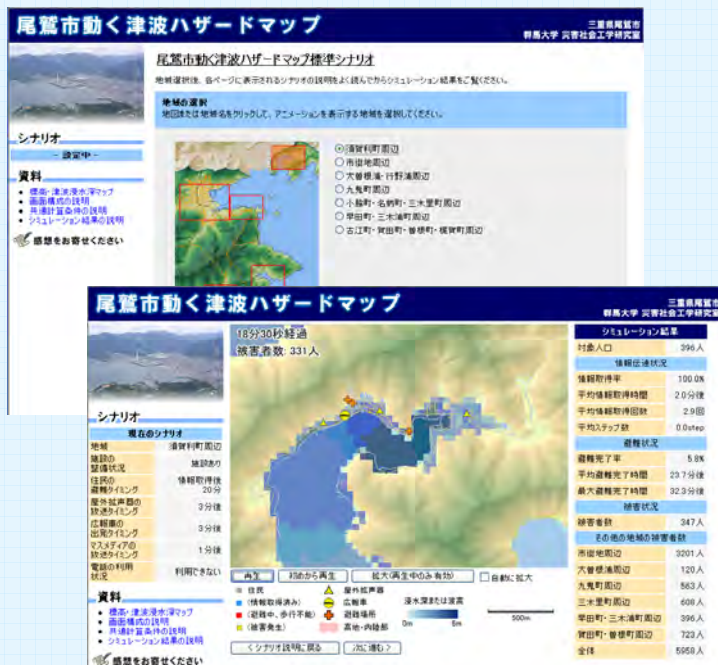 尾鷲市動く津波ハザードマップ
三重県尾鷲市
群馬大学 災害社会工学研究室
尾鷲市動く津波ハザードマップ標準シナリオ
地域選択後、各ページに表示されるシナリオの説明をよく読んでからシミュレーション結果をご覧ください。
地域の選択
地図または地域名をクリックして、アニメーションを表示する地域を選択してください。
シナリオ
- 設定中 -
資料
標高・津波浸水深マップ
画面構成の説明
共通計算条件の説明
シミュレーション結果の説明
感想をお寄せください
須賀利町周辺
市街地周辺
大曽根浦・行野浦周辺
九鬼町周辺
小脇町・名柄町・三木里町周辺
早田町・三木浦町周辺
古江町・賀田町・曽根町・梶賀町周辺
尾鷲市動く津波ハザードマップ
三重県尾鷲市
群馬大学 災害社会工学研究室
シナリオ
現在のシナリオ
地域 須賀利町周辺
施設の整備状況 施設あり
住民の避難タイミング 情報取得後20分
屋外拡声器の放送タイミング 3分後
広報車の出発タイミング 3分後
マスメディアの放送タイミング 1分後
電話の利用状況 利用できない
資料
標高・津波浸水深マップ
画面構成の説明
共通計算条件の説明
シミュレーション結果の説明
感想をお寄せください
18分30秒経過
被害者数: 331人
再生
初めから再生
拡大(再生中のみ有効)
自動に拡大
住民
(情報取得済み)
(避難中、歩行不能)
(被害発生)
屋外拡声器
広報車
避難場所
高地・内陸部
浸水深または波高
0m 5m
500m
<シナリオ説明に戻る
次に進む>
シミュレーション結果
対象人口 396人
情報伝達状況
情報取得率 100.0%
平均情報取得時間 2.0分後
平均情報取得回数 2.9回
平均ステップ数 0.0step
避難状況
避難完了率 5.8%
平均避難完了時間 23.7分後
最大避難完了時間 32.3分後
被害状況
被害者数 347人
その他の地域の被害者数
市街地周辺 3201人
大曽根浦周辺 120人
九鬼町周辺 563人
三木里町周辺 608人
早田町・三木浦町周辺 396人
賀田町・曽根町周辺 723人
全体 5958人